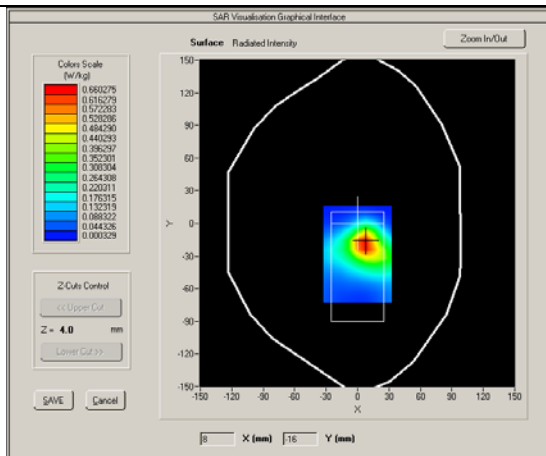 SAR Visualisation Graphical Interface
Surface Radiated Intensity
Zoom In/Out
Colors Scale
(W/kg)
0.660275
0.616279
0.572283
0.528286
0.484290
0.440293
0.396297
0.352301
0.308304
0.264308
0.220311
0.176315
0.132319
0.088322
0.044326
0.000329
Z-Cuts Control
<< Upper Cut
Z = 4.0 mm
Lower Cut >>
SAVE Cancel
Y
150-
120-
90-
60-
30-
0-
-30-
-60-
-90-
-120-
-150-
-150 -120 -90 -60 -30 0 30 60 90 120 150
X
8 X (mm) -16 Y (mm)